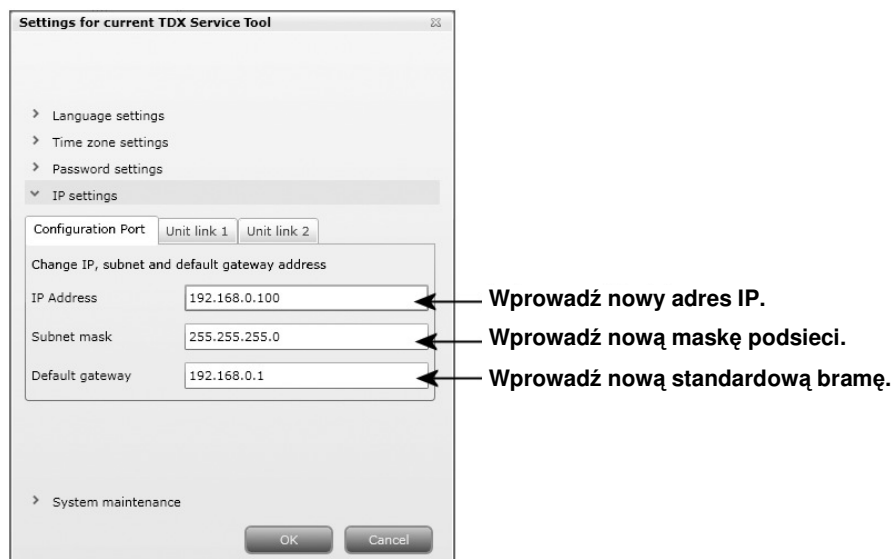 Settings for current TDX Service Tool
Language settings
Time zone settings
Password settings
IP settings
Configuration Port Unit link 1 Unit link 2
Change IP, subnet and default gateway address
IP Address 192.168.0.100 Wprowadź nowy adres IP.
Subnet mask 255.255.255.0 Wprowadź nową maskę podsieci.
Default gateway 192.168.0.1 Wprowadź nową standardową bramę.
System maintenance
OK Cancel